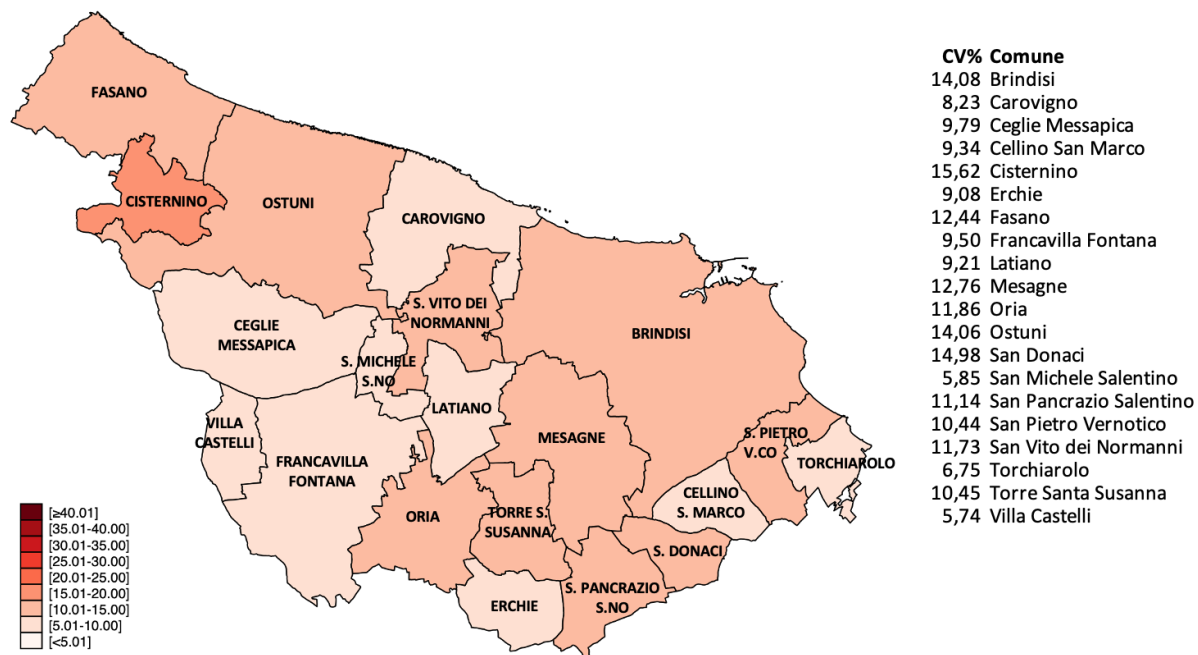 FASANO
CISTERNINO
OSTUNI
CAROVIGNO
S. VITO DEI
NORMANNI
BRINDISI
CEGLIE
MESSAPICA
S. MICHELE
S.NO
LATIANO
VILLA
CASTELLI
FRANCAVILLA
FONTANA
MESAGNE
S. PIETRO
V.CO
TORCHIAROLO
CELLINO
S. MARCO
ORIA
TORRE S.
SUSANNA
S. DONACI
ERCHIE
S. PANCRAZIO
S.NO
[≥40.01]
[35.01-40.00]
[30.01-35.00]
[25.01-30.00]
[20.01-25.00]
[15.01-20.00]
[10.01-15.00]
[5.01-10.00]
[<5.01]
CV% Comune
14,08 Brindisi
8,23 Carovigno
9,79 Ceglie Messapica
9,34 Cellino San Marco
15,62 Cisternino
9,08 Erchie
12,44 Fasano
9,50 Francavilla Fontana
9,21 Latiano
12,76 Mesagne
11,86 Oria
14,06 Ostuni
14,98 San Donaci
5,85 San Michele Salentino
11,14 San Pancrazio Salentino
10,44 San Pietro Vernotico
11,73 San Vito dei Normanni
6,75 Torchiarolo
10,45 Torre Santa Susanna
5,74 Villa Castelli